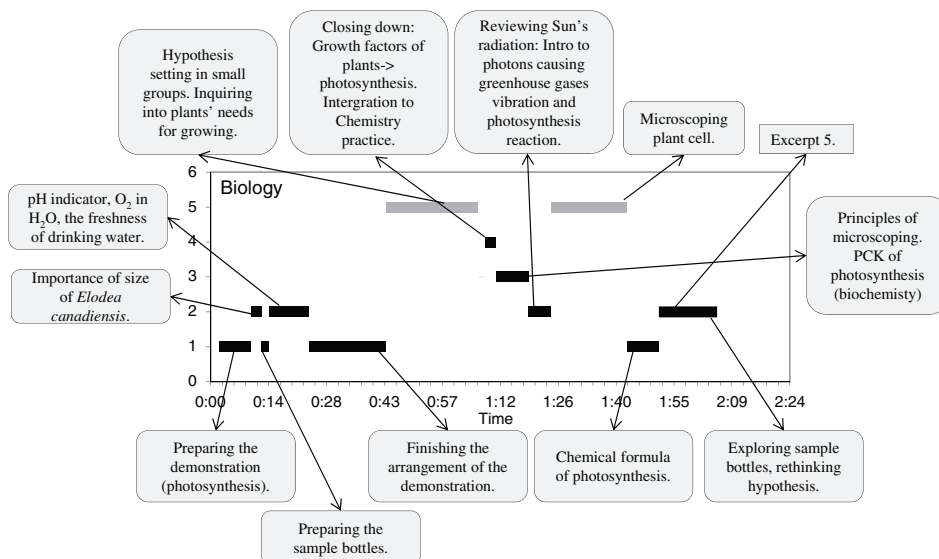 Hypothesis
setting in small
groups. Inquiring
into plants' needs
for growing.
Closing down:
Growth factors of
plants->
photosynthesis.
Intergration to
Chemistry
practice.
Reviewing Sun's
radiation: Intro to
photons causing
greenhouse gases
vibration and
photosynthesis
reaction.
Microscoping
plant cell.
Excerpt 5.
pH indicator, O2 in
H2O, the freshness
of drinking water.
Importance of size
of Elodea
canadiensis.
Principles of
microscoping.
PCK of
photosynthesis
(biochemisty)
Biology
6
5
4
3
2
1
0
0:00 0:14 0:28 0:43 0:57 1:12 1:26 1:40 1:55 2:09 2:24
Time
Preparing the
demonstration
(photosynthesis).
Preparing the
sample bottles.
Finishing the
arrangement of the
demonstration.
Chemical formula
of photosynthesis.
Exploring sample
bottles, rethinking
hypothesis.